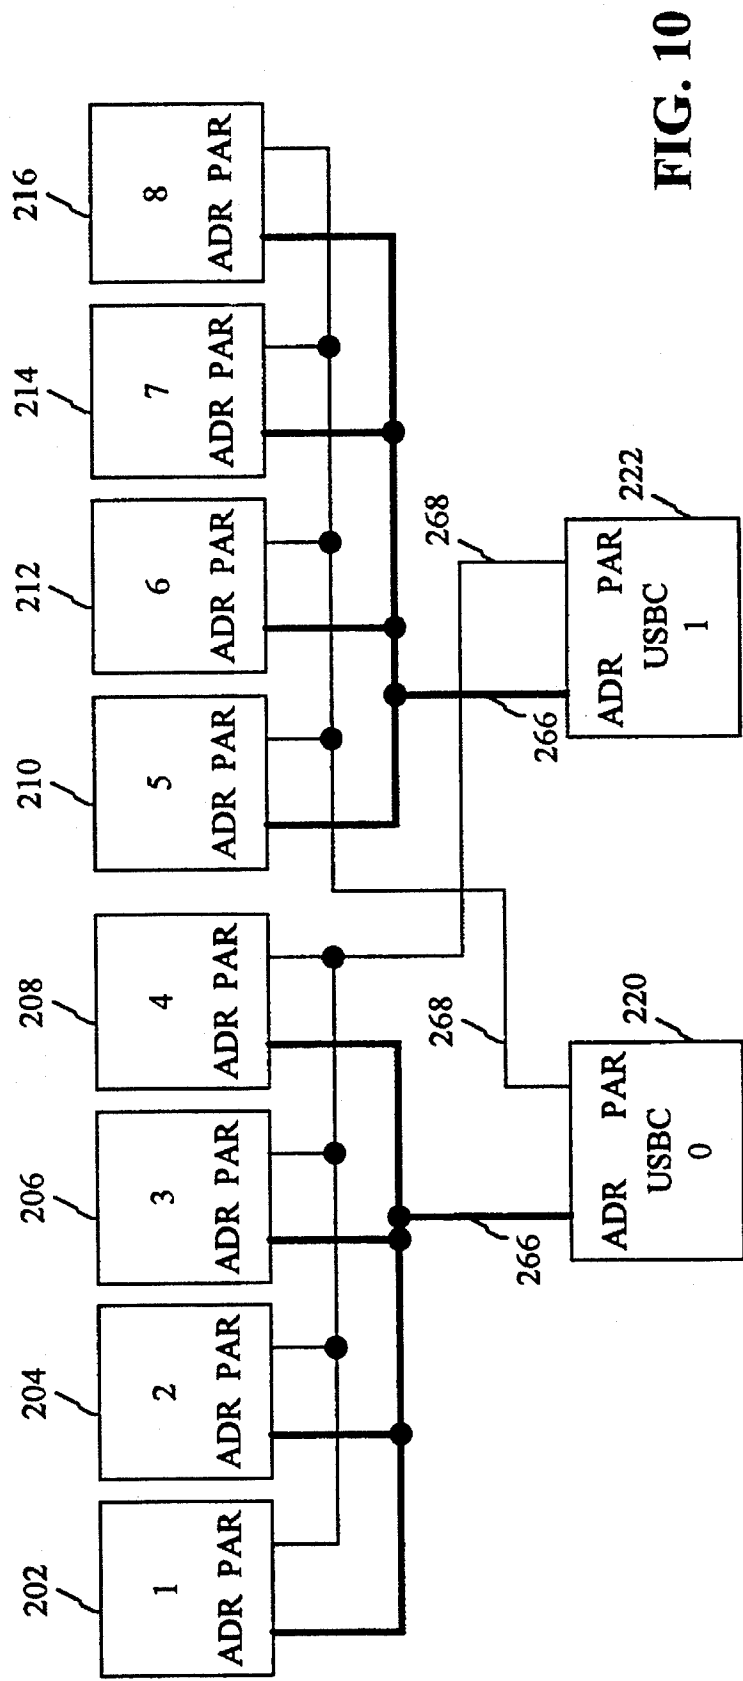 202 204 206 208 210 212 214 216
1 2 3 4 5 6 7 8
ADR PAR ADR PAR ADR PAR ADR PAR ADR PAR ADR PAR ADR PAR ADR PAR
268 268
266 220 266 222
ADR PAR ADR PAR
USBC USBC
0 1
FIG. 10